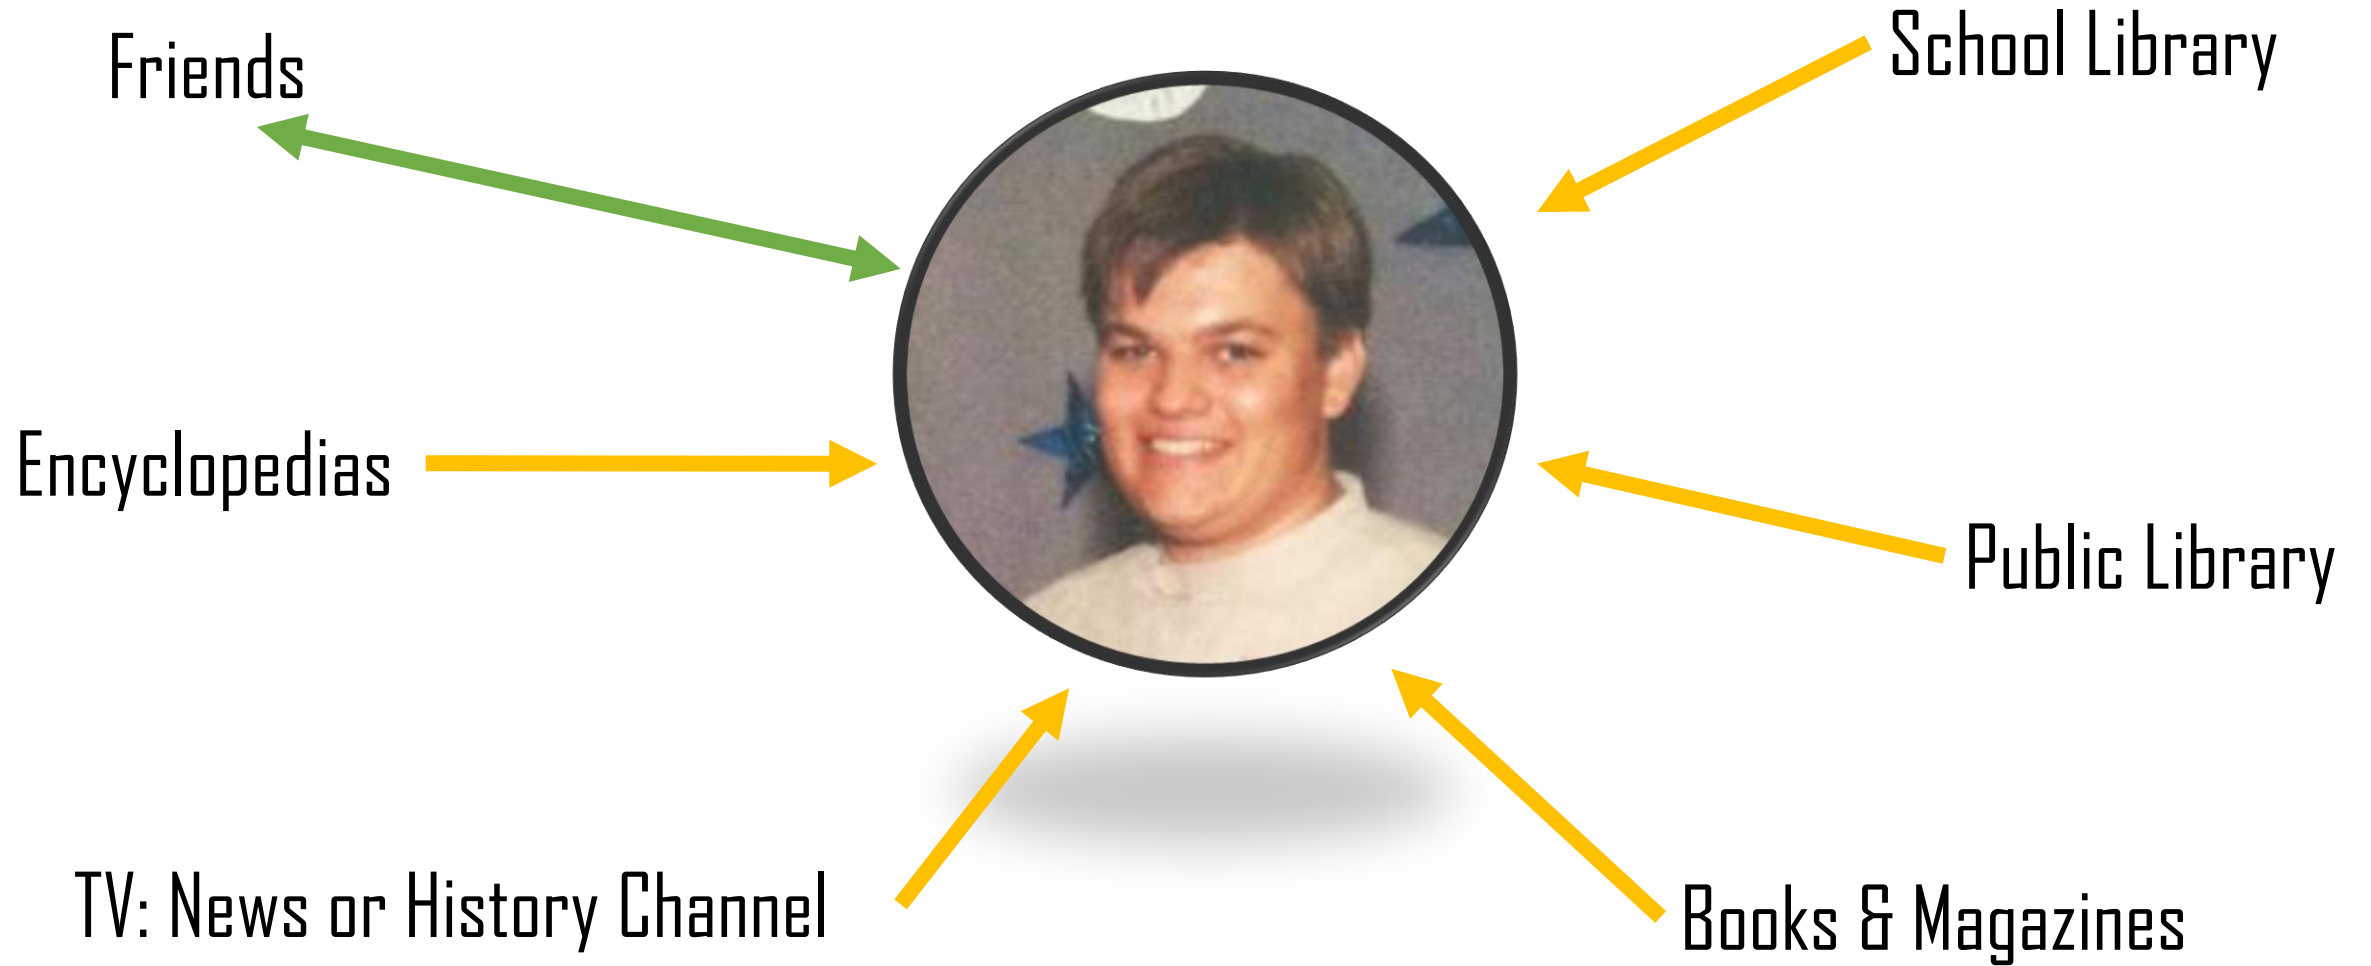 Friends
School Library
Encyclopedias
Public Library
TV: News or History Channel
Books & Magazines